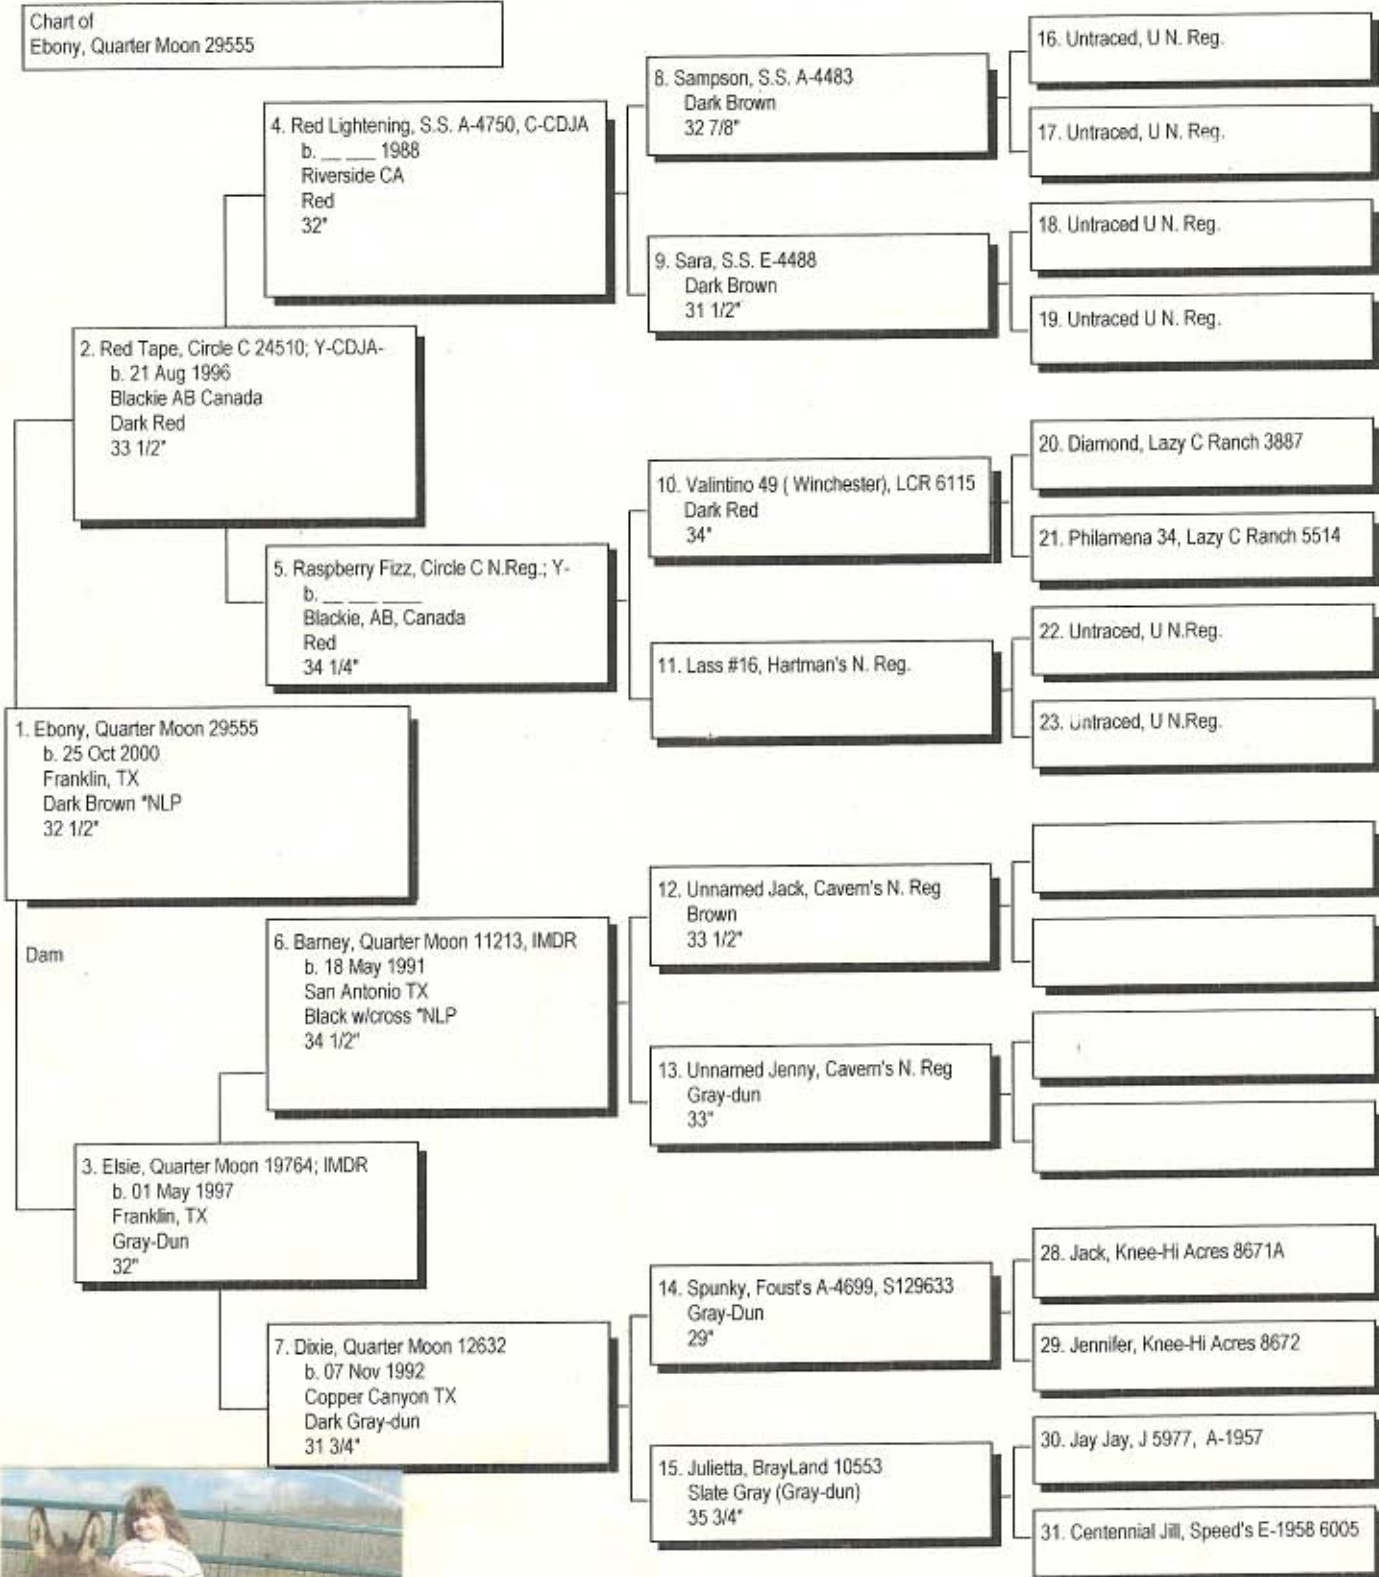 Chart of
Ebony, Quarter Moon 29555
1. Ebony, Quarter Moon 29555
b. 25 Oct 2000
Franklin, TX
Dark Brown *NLP
32 1/2"
Dam
2. Red Tape, Circle C 24510; Y-CDJA-
b. 21 Aug 1996
Blackie AB Canada
Dark Red
33 1/2"
3. Elsie, Quarter Moon 19764; IMDR
b. 01 May 1997
Franklin, TX
Gray-Dun
32"
4. Red Lightening, S.S. A-4750, C-CDJA
b. __ ___ 1988
Riverside CA
Red
32"
5. Raspberry Fizz, Circle C N.Reg.; Y-
b. __ ___ ____
Blackie, AB, Canada
Red
34 1/4"
6. Barney, Quarter Moon 11213, IMDR
b. 18 May 1991
San Antonio TX
Black w/cross *NLP
34 1/2"
7. Dixie, Quarter Moon 12632
b. 07 Nov 1992
Copper Canyon TX
Dark Gray-dun
31 3/4"
8. Sampson, S.S. A-4483
Dark Brown
32 7/8"
9. Sara, S.S. E-4488
Dark Brown
31 1/2"
10. Valintino 49 ( Winchester), LCR 6115
Dark Red
34"
11. Lass #16, Hartman's N. Reg.
12. Unnamed Jack, Cavern's N. Reg
Brown
33 1/2"
13. Unnamed Jenny, Cavern's N. Reg
Gray-dun
33"
14. Spunky, Foust's A-4699, S129633
Gray-Dun
29"
15. Julietta, BrayLand 10553
Slate Gray (Gray-dun)
35 3/4"
16. Untraced, U N. Reg.
17. Untraced, U N. Reg.
18. Untraced U N. Reg.
19. Untraced U N. Reg.
20. Diamond, Lazy C Ranch 3887
21. Philamena 34, Lazy C Ranch 5514
22. Untraced, U N.Reg.
23. Untraced, U N.Reg.
28. Jack, Knee-Hi Acres 8671A
29. Jennifer, Knee-Hi Acres 8672
30. Jay Jay, J 5977, A-1957
31. Centennial Jill, Speed's E-1958 6005